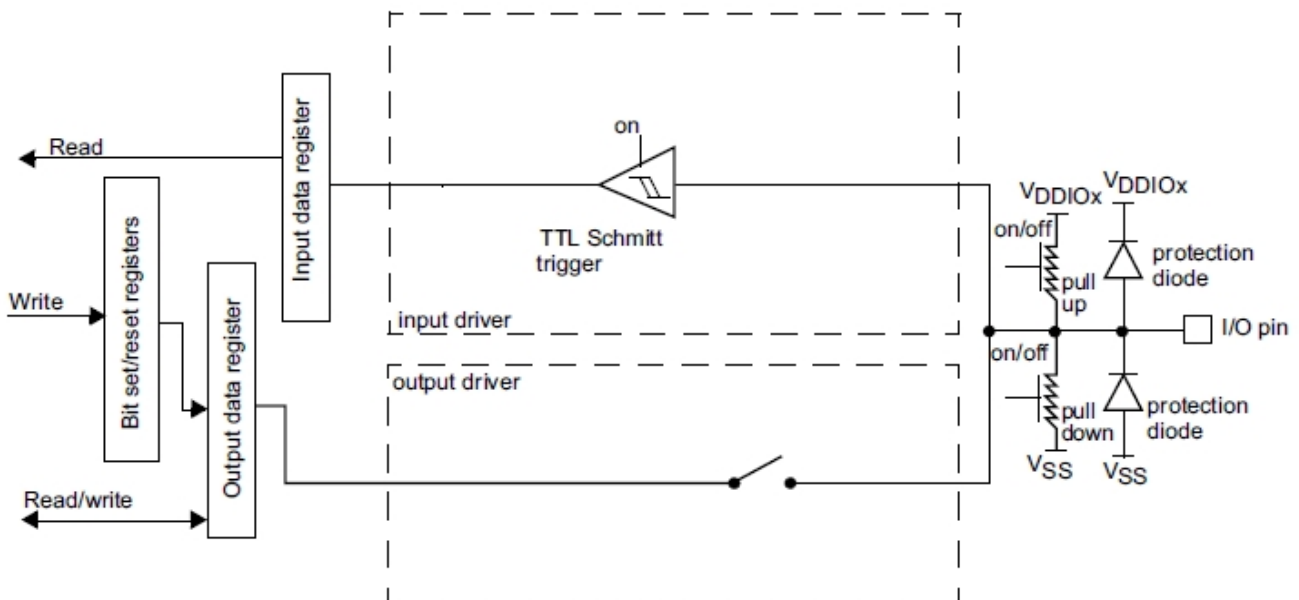 Read
Bit set/reset registers
Write
Read/write
Output data register
Input data register
on
TTL Schmitt
trigger
input driver
output driver
VDDIOx
VDDIOx
on/off
pull
up
protection
diode
I/O pin
on/off
pull
down
protection
diode
VSS
VSS